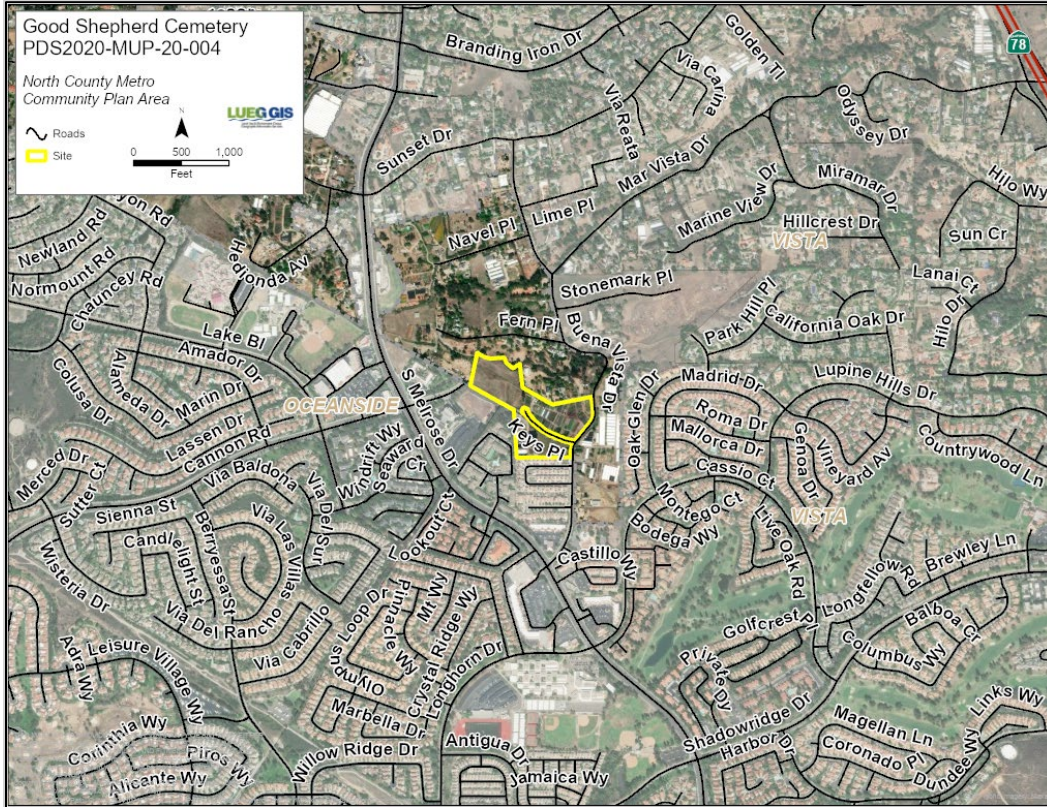 Good Shepherd Cemetery
PDS2020-MUP-20-004
North County Metro
Community Plan Area
N
LUEG GIS
Roads
Site
0 500 1,000
Feet
78
Branding Iron Dr
Golden Tl
Via Carina
Via Reata
Odyssey Dr
Sunset Dr
Mar Vista Dr
Miramar Dr
Hilo Wy
Marine View Dr
Lime Pl
Hillcrest Dr
VISTA
Sun Cr
Navel Pl
yon Rd
Newland Rd
Normount Rd
Chauncey Rd
Hedionda Av
Stonemark Pl
Lanai Ct
Hilo Dr
Park Hill Pl
California Oak Dr
Fern Pl
Buena Vista Dr
Lake Bl
Amador Dr
Marin Dr
Alameda Dr
Colusa Dr
Lassen Dr
OCEANSIDE
S Melrose Dr
Keys Pl
Oak Glen Dr
Madrid Dr
Roma Dr
Mallorca Dr
Lupine Hills Dr
Genoa Dr
Vineyard Av
Countrywood Ln
Cannon Rd
Merced Dr
Sutter Ct
Via Baldona
Windrift Wy
Seaward Cr
Cassio Ct
Montego Ct
Bodega Wy
Live Oak Rd
VISTA
Sienna St
Candlelight St
Berryessa St
Via Las Villas
Via Del Sur
Lookout Ct
Castillo Wy
Longfellow Rd
Brewley Ln
Balboa Cr
Wisteria Dr
Via Del Rancho
Via Cabrillo
Olympus Loop Dr
Pinnacle Wy
Mt Wy
Crystal Ridge Wy
Longhorn Dr
Golfcrest Pl
Columbus Wy
Private Dy
Adra Wy
Leisure Village Wy
Marbella Dr
Shadowridge Dr
Links Wy
Magellan Ln
Coronado Pl
Dundee Wy
Harbor Dr
Corinthia Wy
Piros Wy
Alicante Wy
Willow Ridge Dr
Antigua Dr
Jamaica Wy